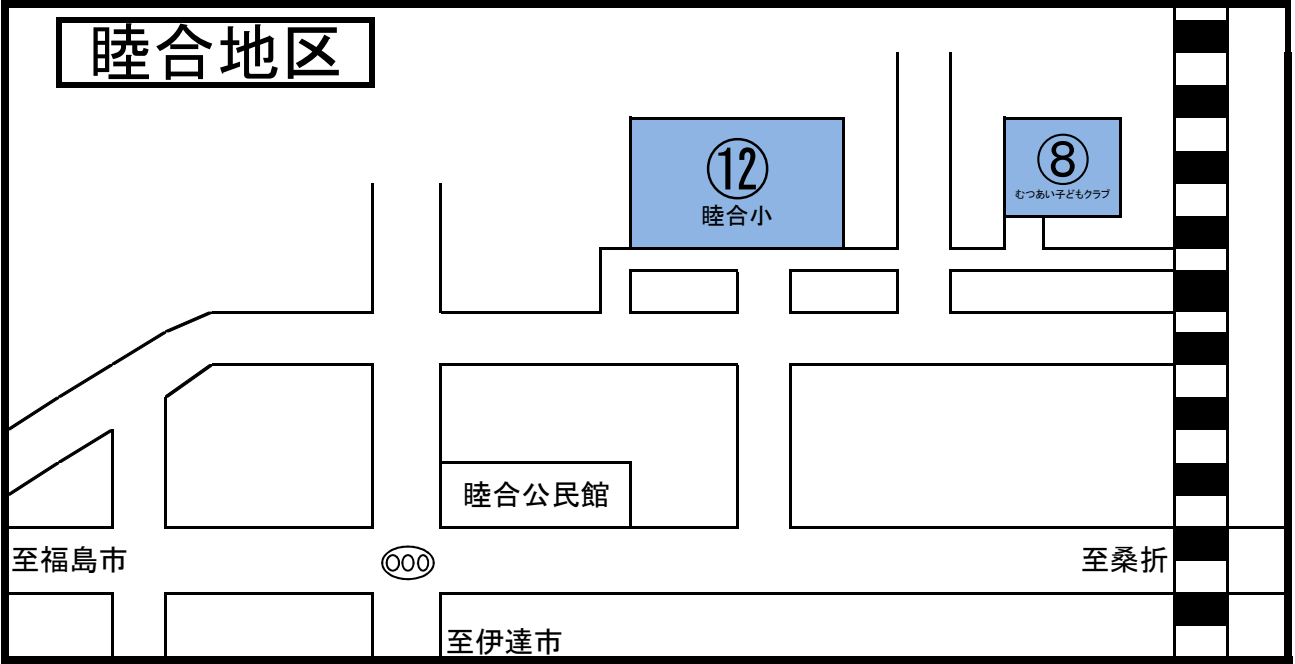 睦合地区
⑫
睦合小
⑧
むつあい子どもクラブ
睦合公民館
至福島市
至桑折
至伊達市